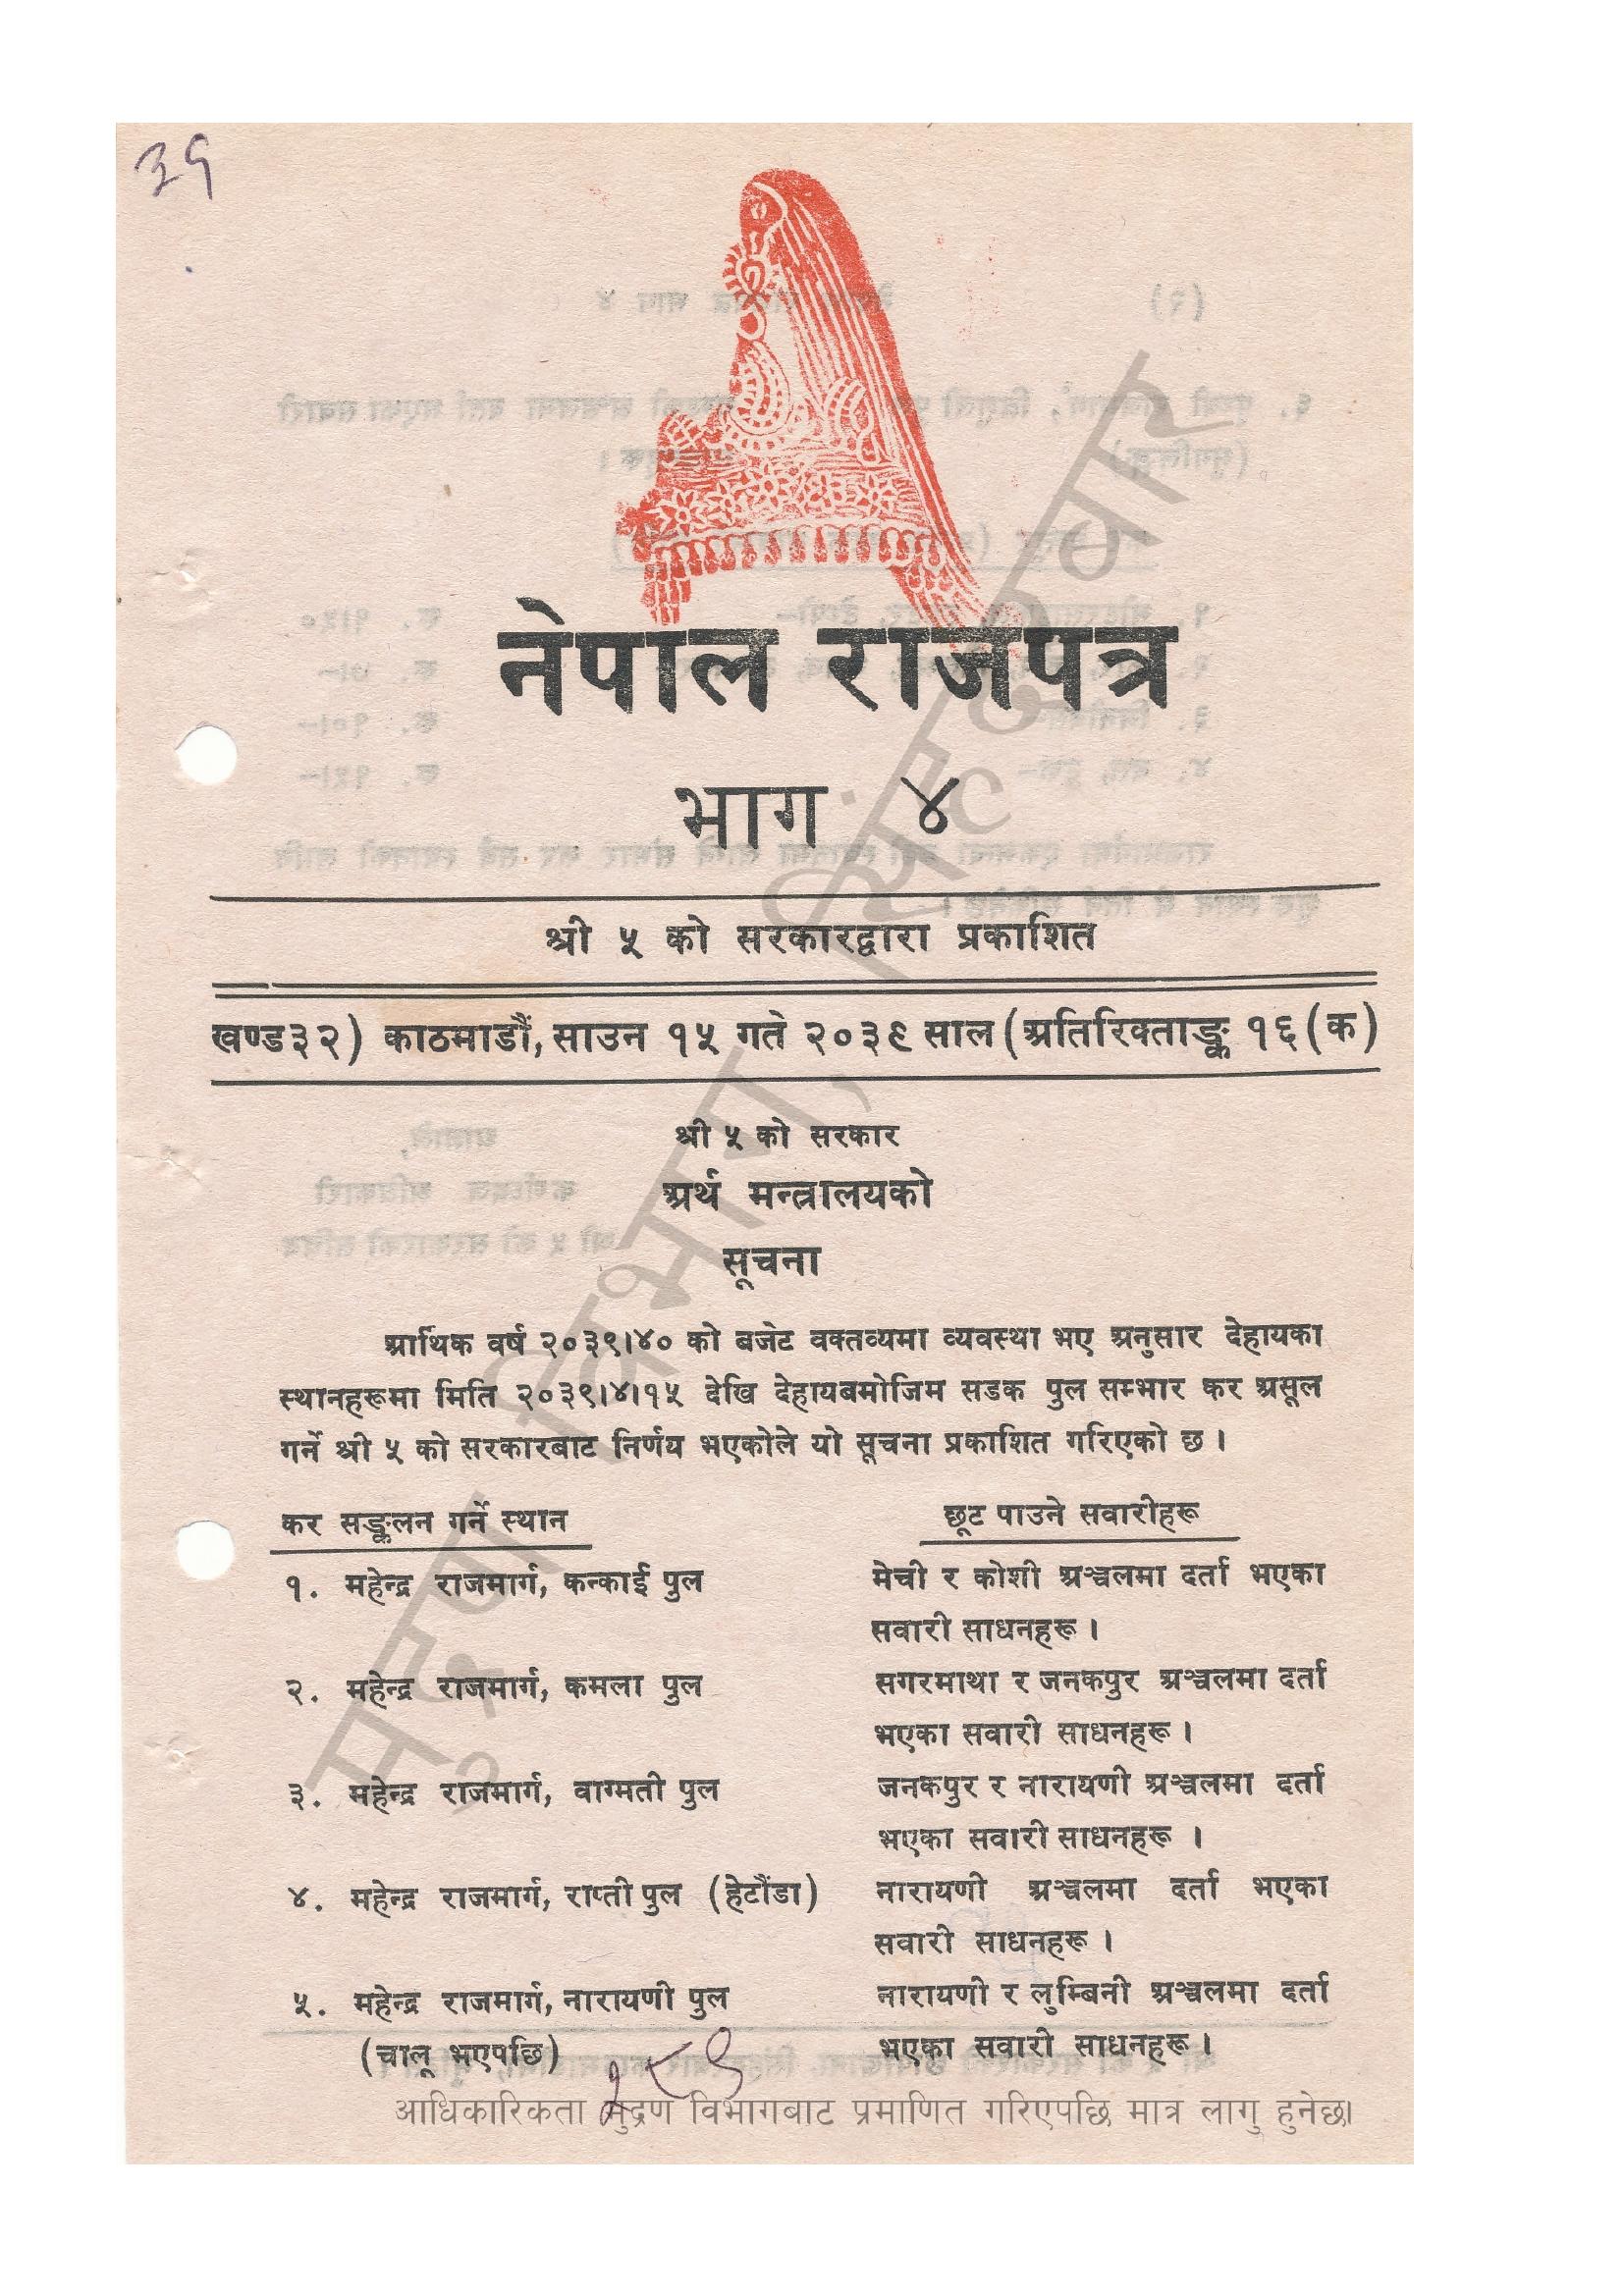 ३१
नेपाल राजपत्र
भाग ४
श्री ५ को सरकारद्वारा प्रकाशित
खण्ड ३२) काठमाडौं, साउन १५ गते २०३९ साल (अतिरिक्ताङ्क १६ (क)
श्री ५ को सरकार
अर्थ मन्त्रालयको
सूचना
आर्थिक वर्ष २०३९।४० को बजेट वक्तव्यमा व्यवस्था भए अनुसार देहायका
स्थानहरूमा मिति २०३९।४।१५ देखि देहायबमोजिम सडक पुल सम्भार कर असूल
गर्ने श्री ५ को सरकारबाट निर्णय भएकोले यो सूचना प्रकाशित गरिएको छ ।
कर सङ्कलन गर्ने स्थान छूट पाउने सवारीहरू
१. महेन्द्र राजमार्ग, कन्काई पुल मेची र कोशी अञ्चलमा दर्ता भएका
सवारी साधनहरू ।
२. महेन्द्र राजमार्ग, कमला पुल सगरमाथा र जनकपुर अञ्चलमा दर्ता
भएका सवारी साधनहरू ।
३. महेन्द्र राजमार्ग, वाग्मती पुल जनकपुर र नारायणी अञ्चलमा दर्ता
भएका सवारी साधनहरू ।
४. महेन्द्र राजमार्ग, राप्ती पुल (हेटौंडा) नारायणी अञ्चलमा दर्ता भएका
सवारी साधनहरू ।
५. महेन्द्र राजमार्ग, नारायणी पुल नारायणी र लुम्बिनी अञ्चलमा दर्ता
(चालू भएपछि) भएका सवारी साधनहरू ।
आधिकारिकता मुद्रण विभागबाट प्रमाणित गरिएपछि मात्र लागु हुनेछ।
मुद्रण विभाग, सिंहदरवार